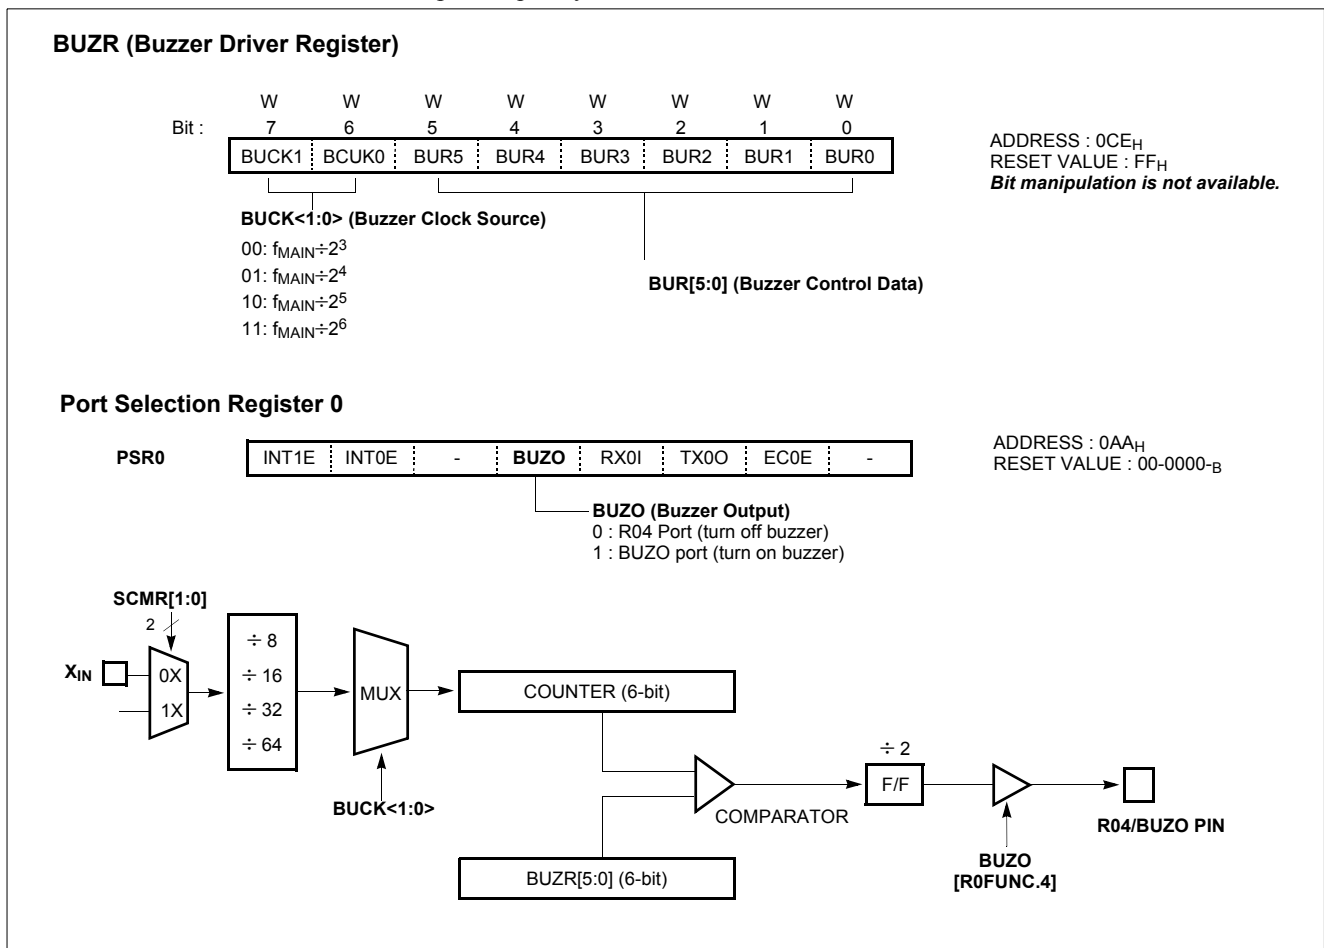 BUZR (Buzzer Driver Register)
W W W W W W W W
Bit : 7 6 5 4 3 2 1 0
BUCK1 BCUK0 BUR5 BUR4 BUR3 BUR2 BUR1 BUR0
ADDRESS : 0CEH
RESET VALUE : FFH
Bit manipulation is not available.
BUCK<1:0> (Buzzer Clock Source)
00: fMAIN÷2³
01: fMAIN÷2⁴
10: fMAIN÷2⁵
11: fMAIN÷2⁶
BUR[5:0] (Buzzer Control Data)
Port Selection Register 0
PSR0 INT1E INT0E - BUZO RX0I TX0O EC0E -
ADDRESS : 0AAH
RESET VALUE : 00-0000-B
BUZO (Buzzer Output)
0 : R04 Port (turn off buzzer)
1 : BUZO port (turn on buzzer)
SCMR[1:0]
2
XIN
0X
1X
÷ 8
÷ 16
÷ 32
÷ 64
MUX
BUCK<1:0>
COUNTER (6-bit)
BUZR[5:0] (6-bit)
COMPARATOR
÷ 2
F/F
BUZO
[R0FUNC.4]
R04/BUZO PIN